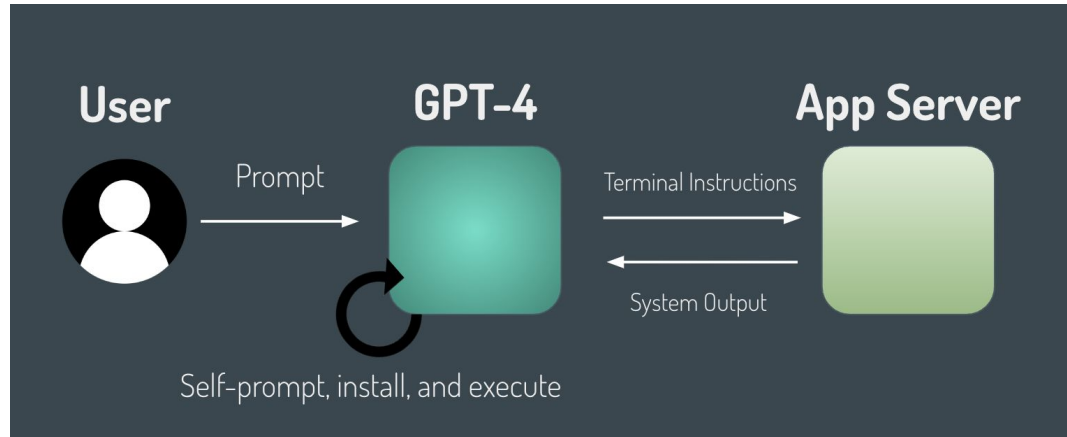 User
GPT-4
App Server
Prompt
Terminal Instructions
System Output
Self-prompt, install, and execute